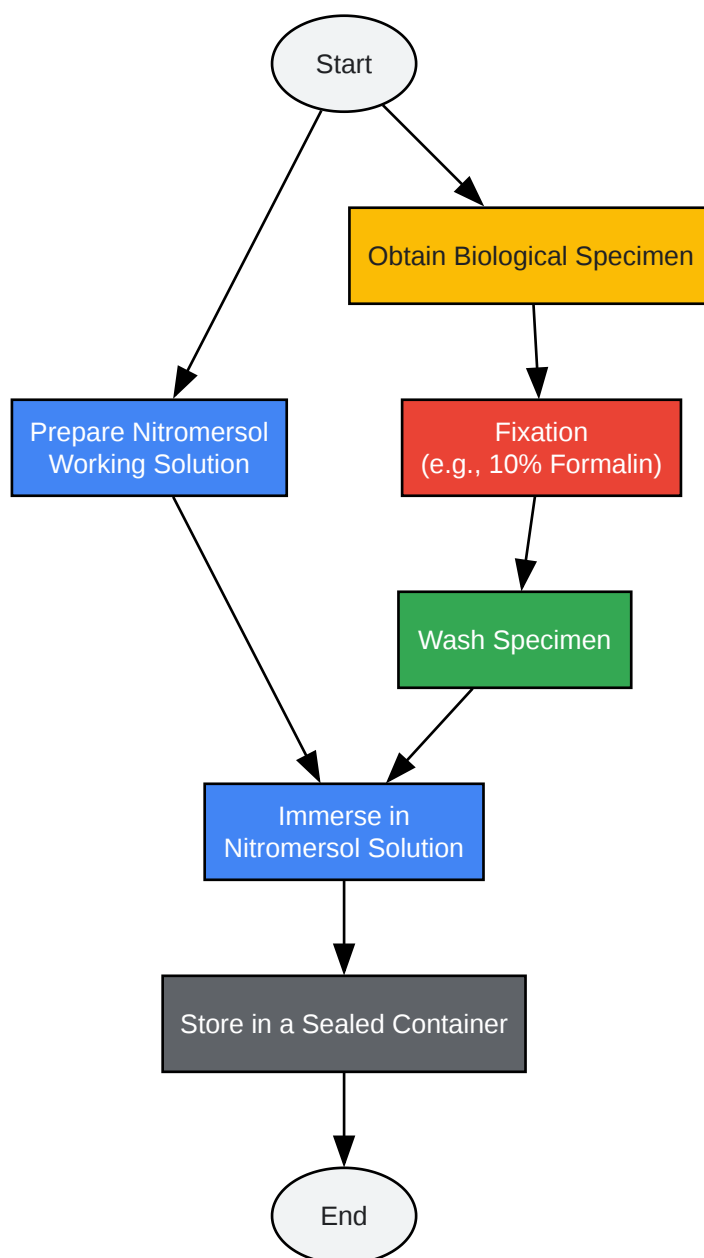 Start
Obtain Biological Specimen
Prepare Nitromersol
Working Solution
Fixation
(e.g., 10% Formalin)
Wash Specimen
Immerse in
Nitromersol Solution
Store in a Sealed Container
End